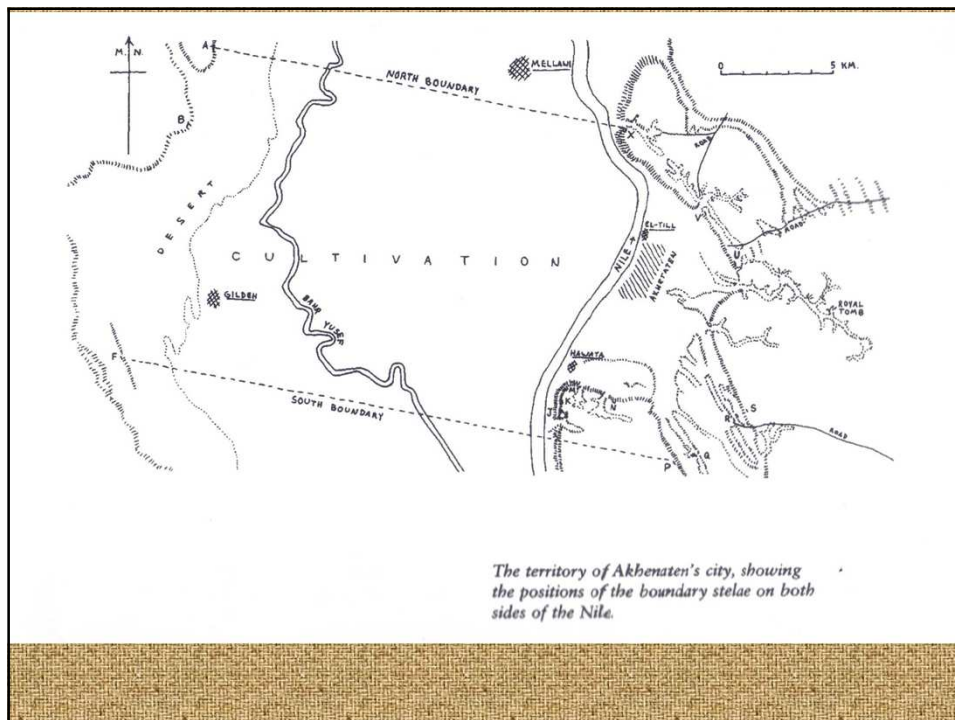 M. N.
A
NORTH BOUNDARY
MELLAWI
0 5 KM.
B
X
ROAD
DESERT
V
EL-TILL
ROAD
NILE
U
CULTIVATION
AKHETATEN
GILDEH
ROYAL
TOMB
BAHR YUSEF
F
HAWATA
SOUTH BOUNDARY
M
K
J
N
S
R
ROAD
Q
P
The territory of Akhenaten's city, showing
the positions of the boundary stelae on both
sides of the Nile.